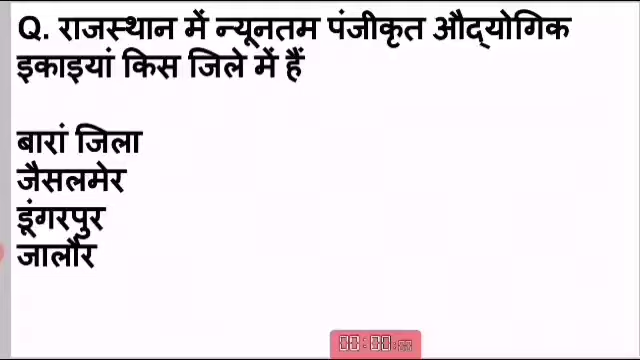 Q. राजस्थान में न्यूनतम पंजीकृत औद्योगिक
इकाइयां किस जिले में हैं
बारां जिला
जैसलमेर
डूंगरपुर
जालौर